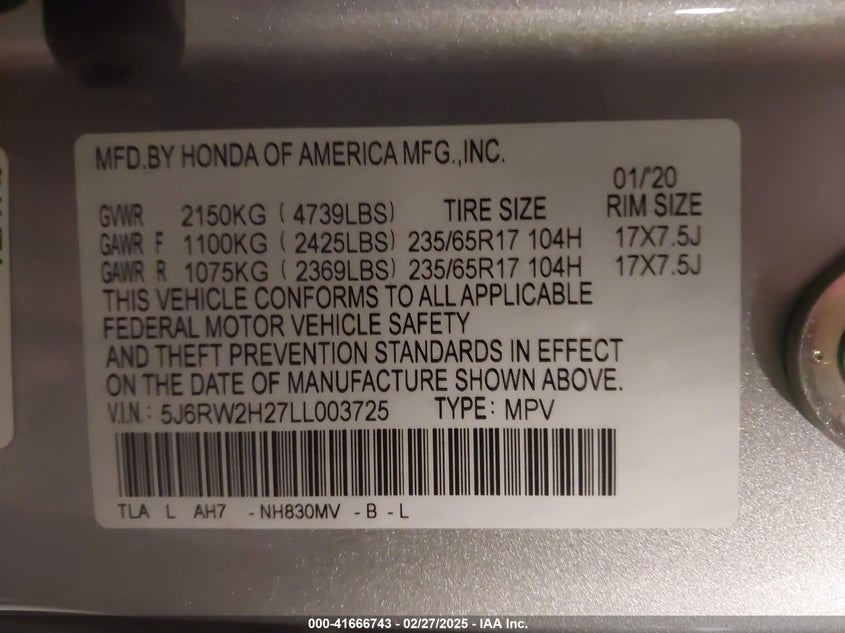 MFD.BY HONDA OF AMERICA MFG.,INC.
01/'20
GVWR 2150KG ( 4739LBS) TIRE SIZE RIM SIZE
GAWR F 1100KG ( 2425LBS) 235/65R17 104H 17X7.5J
GAWR R 1075KG ( 2369LBS) 235/65R17 104H 17X7.5J
THIS VEHICLE CONFORMS TO ALL APPLICABLE
FEDERAL MOTOR VEHICLE SAFETY
AND THEFT PREVENTION STANDARDS IN EFFECT
ON THE DATE OF MANUFACTURE SHOWN ABOVE.
V.I.N.: 5J6RW2H27LL003725 TYPE: MPV
TLA L AH7 -NH830MV -B -L
000-41666743 - 02/27/2025 - IAA Inc.